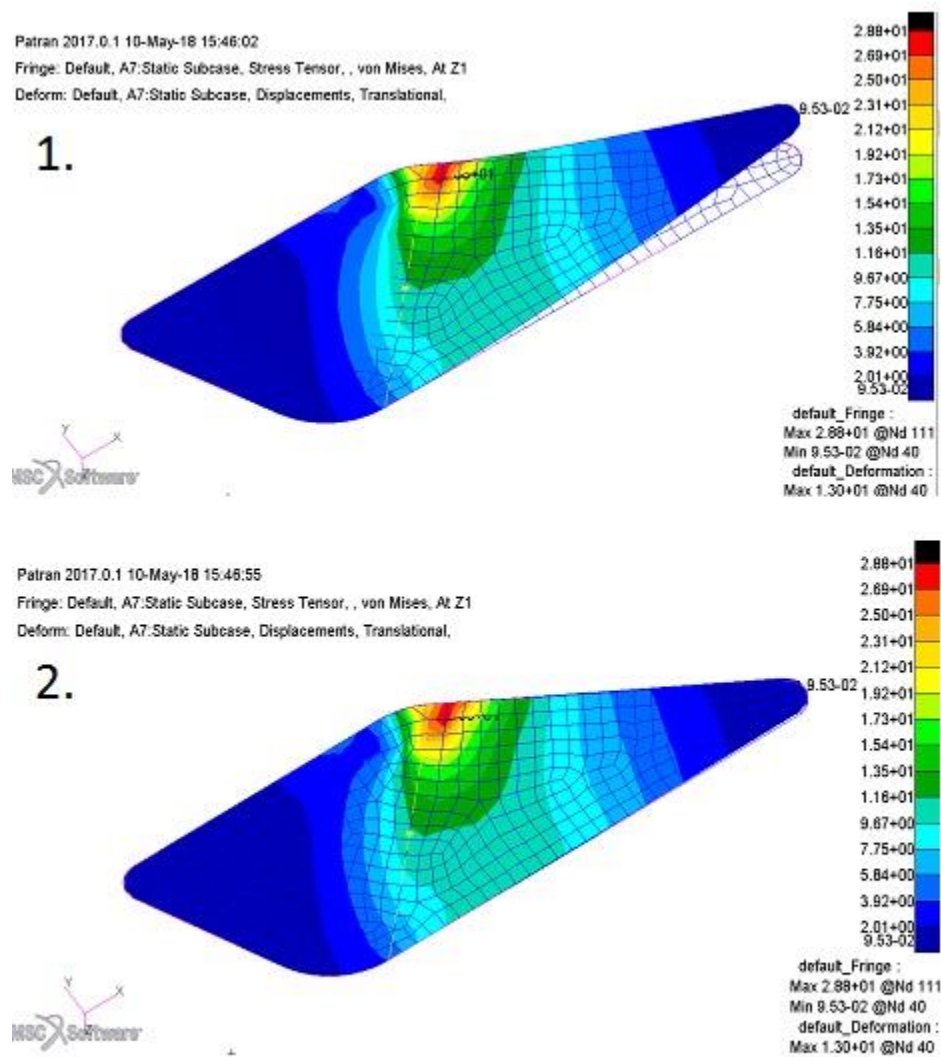 Patran 2017.0.1 10-May-18 15:46:02
Fringe: Default, A7:Static Subcase, Stress Tensor, , von Mises, At Z1
Deform: Default, A7:Static Subcase, Displacements, Translational,
1.
9.53-02
2.88+01
2.69+01
2.50+01
2.31+01
2.12+01
1.92+01
1.73+01
1.54+01
1.35+01
1.16+01
9.67+00
7.75+00
5.84+00
3.92+00
2.01+00
9.53-02
default_Fringe :
Max 2.88+01 @Nd 111
Min 9.53-02 @Nd 40
default_Deformation :
Max 1.30+01 @Nd 40
Y
X
MSC Software
Patran 2017.0.1 10-May-18 15:46:55
Fringe: Default, A7:Static Subcase, Stress Tensor, , von Mises, At Z1
Deform: Default, A7:Static Subcase, Displacements, Translational,
2.
9.53-02
2.88+01
2.69+01
2.50+01
2.31+01
2.12+01
1.92+01
1.73+01
1.54+01
1.35+01
1.16+01
9.67+00
7.75+00
5.84+00
3.92+00
2.01+00
9.53-02
default_Fringe :
Max 2.88+01 @Nd 111
Min 9.53-02 @Nd 40
default_Deformation :
Max 1.30+01 @Nd 40
Y
X
MSC Software